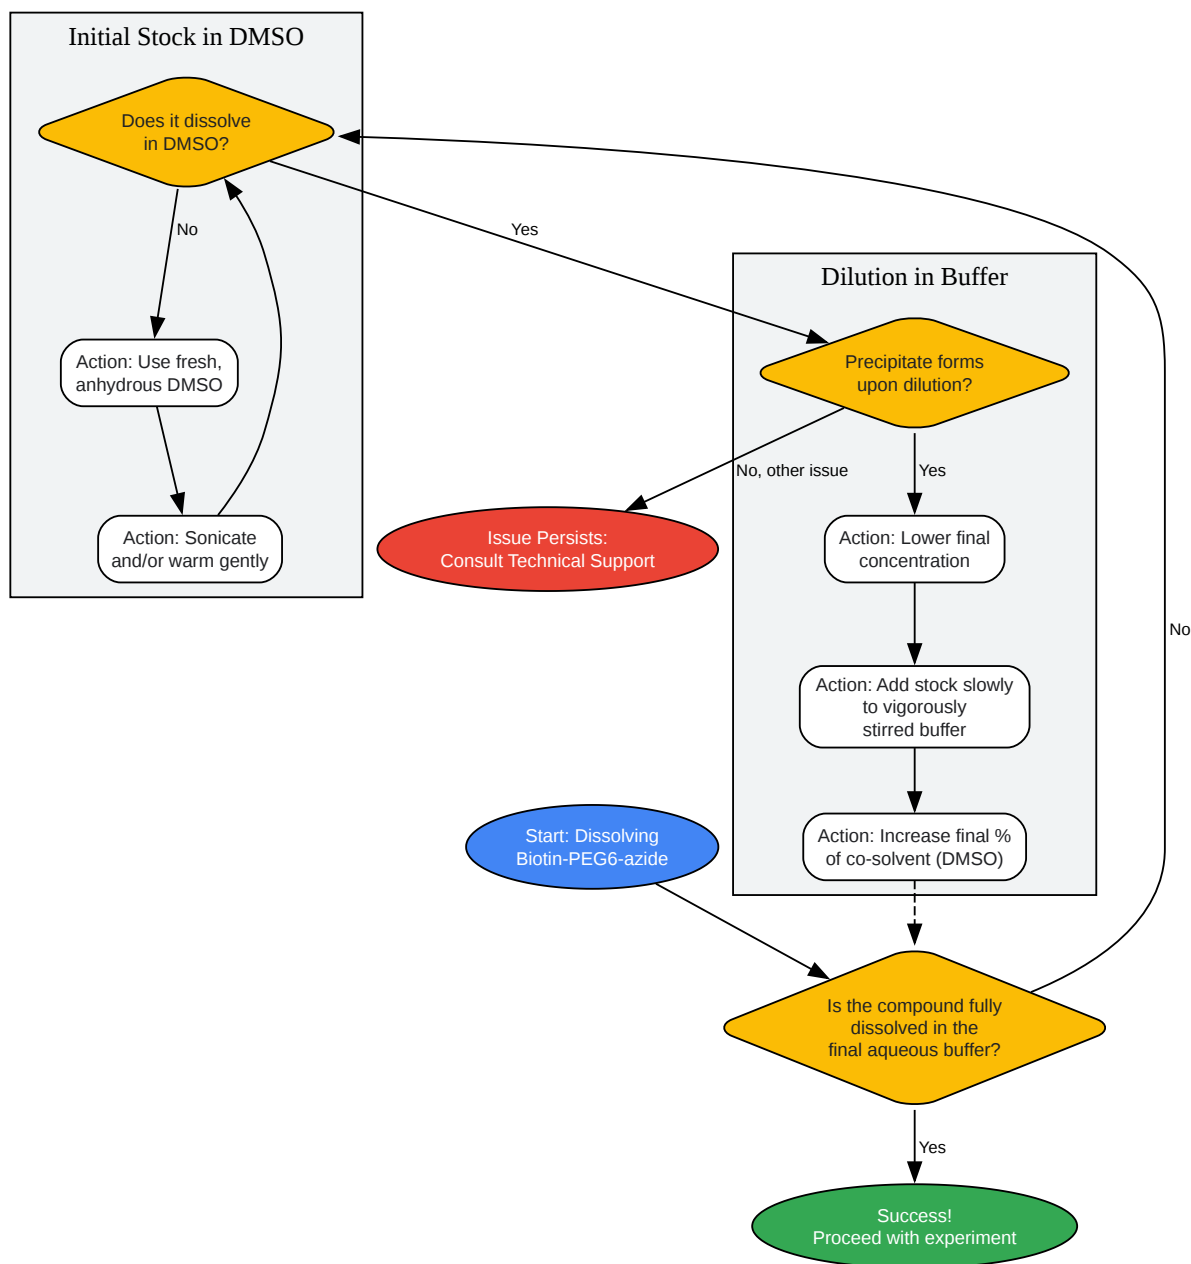 Initial Stock in DMSO
Does it dissolve
in DMSO?
No
Yes
Action: Use fresh,
anhydrous DMSO
Action: Sonicate
and/or warm gently
Dilution in Buffer
Precipitate forms
upon dilution?
No, other issue
Yes
Issue Persists:
Consult Technical Support
Action: Lower final
concentration
No
Action: Add stock slowly
to vigorously
stirred buffer
Action: Increase final %
of co-solvent (DMSO)
Start: Dissolving
Biotin-PEG6-azide
Is the compound fully
dissolved in the
final aqueous buffer?
Yes
Success!
Proceed with experiment